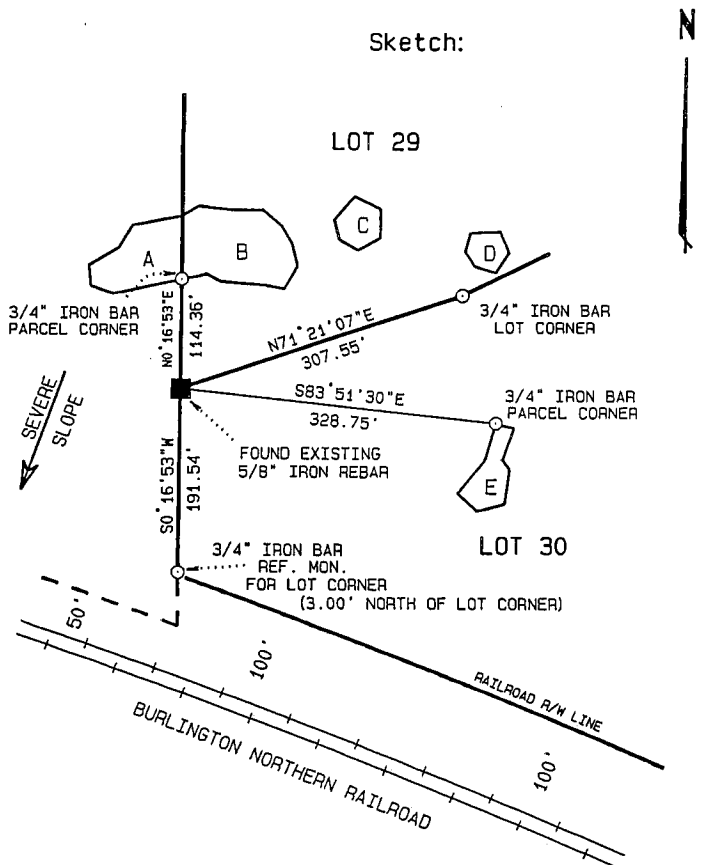 Sketch:
N
LOT 29
A
B
C
D
3/4" IRON BAR
PARCEL CORNER
N0°16'53"E
114.36'
3/4" IRON BAR
LOT CORNER
N71°21'07"E
307.55'
S83°51'30"E
328.75'
3/4" IRON BAR
PARCEL CORNER
SEVERE
SLOPE
FOUND EXISTING
5/8" IRON REBAR
E
S0°16'53"W
191.54'
LOT 30
3/4" IRON BAR
REF. MON.
FOR LOT CORNER
(3.00' NORTH OF LOT CORNER)
50'
100'
RAILROAD R/W LINE
100'
BURLINGTON NORTHERN RAILROAD